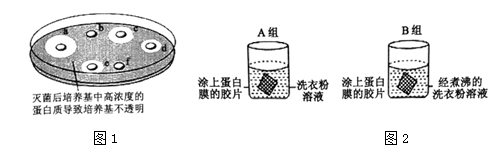 a b c d e f
灭菌后培养基中高浓度的
蛋白质导致培养基不透明
图1
A 组
涂上蛋白
膜的胶片
洗衣粉
溶液
B 组
涂上蛋白
膜的胶片
经煮沸的
洗衣粉溶液
图2